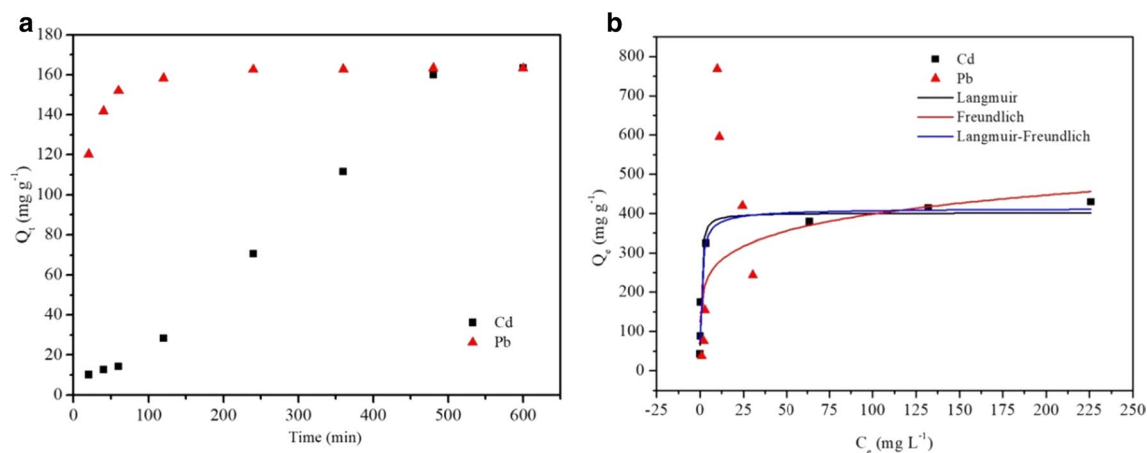 a
180
160
140
120
100
80
60
40
20
0
0
100
200
300
400
500
600
Qt (mg g⁻¹)
Time (min)
Cd
Pb
b
800
700
600
500
400
300
200
100
0
-25
0
25
50
75
100
125
150
175
200
225
250
Qe (mg g⁻¹)
Ce (mg L⁻¹)
Cd
Pb
Langmuir
Freundlich
Langmuir-Freundlich